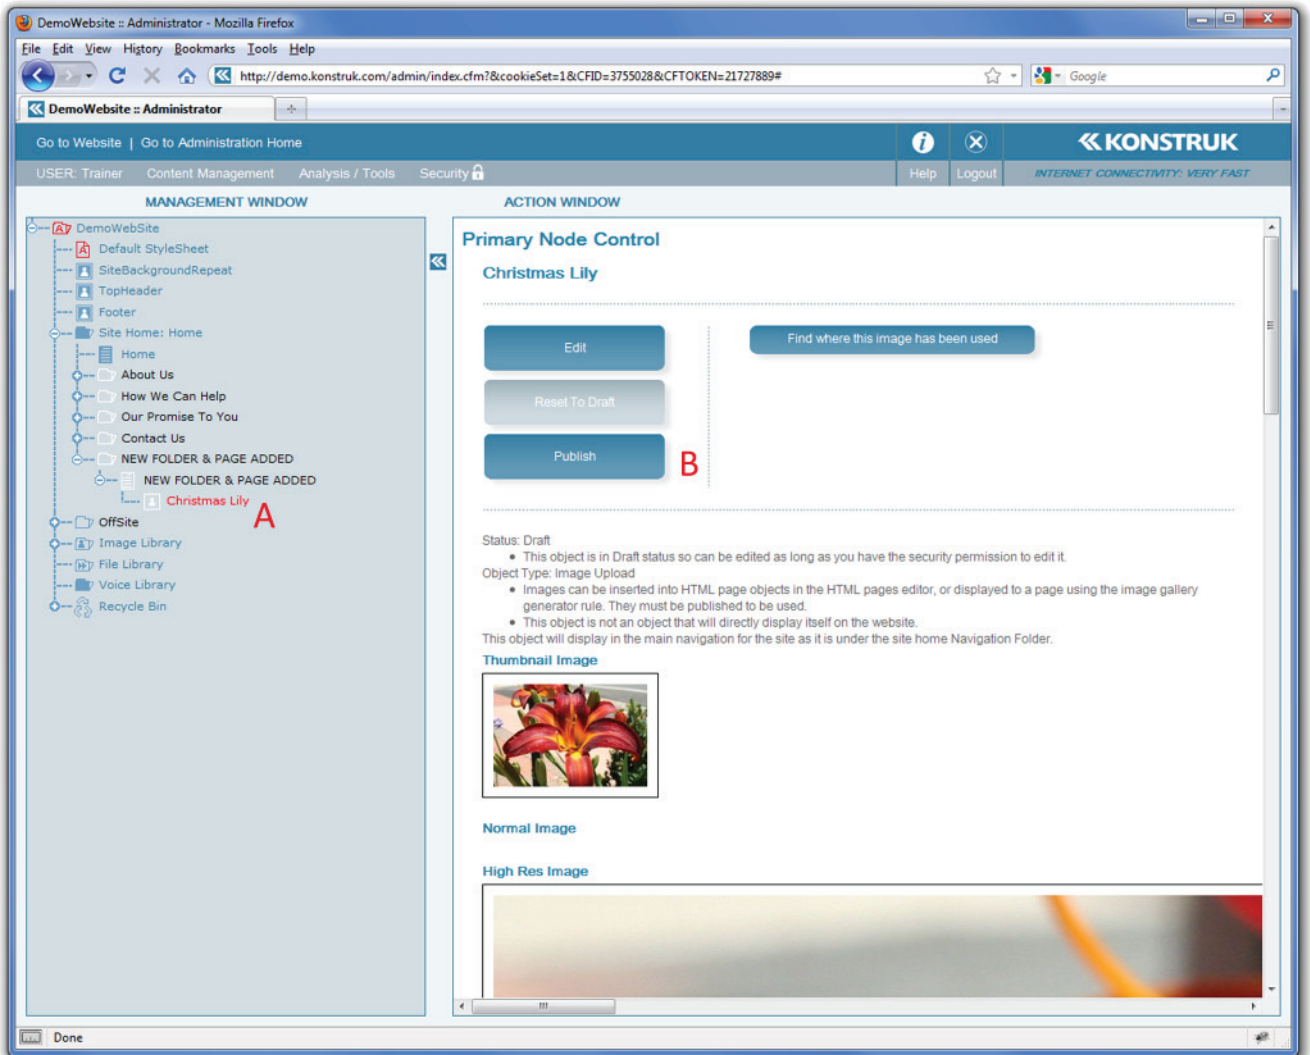 DemoWebsite :: Administrator - Mozilla Firefox
File Edit View History Bookmarks Tools Help
http://demo.konstruk.com/admin/index.cfm?&cookieSet=1&CFID=3755028&CFTOKEN=21727889#
Google
DemoWebsite :: Administrator
Go to Website | Go to Administration Home
KONSTRUK
USER: Trainer Content Management Analysis / Tools Security
Help Logout INTERNET CONNECTIVITY: VERY FAST
MANAGEMENT WINDOW
ACTION WINDOW
DemoWebSite
Default StyleSheet
SiteBackgroundRepeat
TopHeader
Footer
Site Home: Home
Home
About Us
How We Can Help
Our Promise To You
Contact Us
NEW FOLDER & PAGE ADDED
NEW FOLDER & PAGE ADDED
Christmas Lily
A
OffSite
Image Library
File Library
Voice Library
Recycle Bin
Primary Node Control
Christmas Lily
Edit
Find where this image has been used
Reset To Draft
Publish
B
Status: Draft
This object is in Draft status so can be edited as long as you have the security permission to edit it.
Object Type: Image Upload
Images can be inserted into HTML page objects in the HTML pages editor, or displayed to a page using the image gallery
generator rule. They must be published to be used.
This object is not an object that will directly display itself on the website.
This object will display in the main navigation for the site as it is under the site home Navigation Folder.
Thumbnail Image
Normal Image
High Res Image
Done